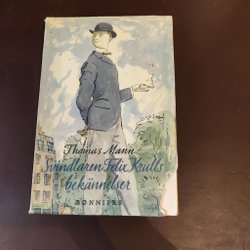 Thomas Mann
Svindlaren Felix Krulls
bekännelser
BONNIERS